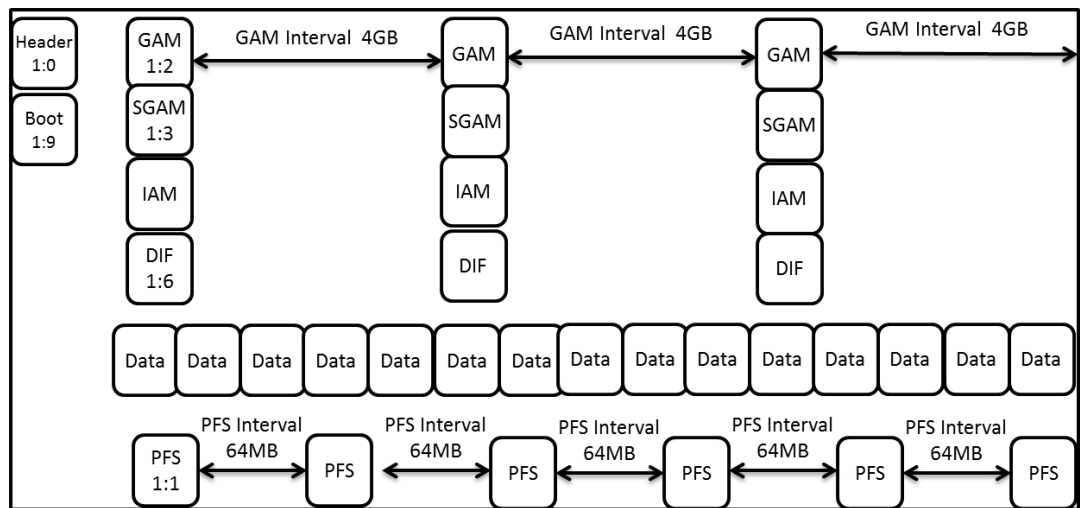 Header
1:0
Boot
1:9
GAM
1:2
GAM Interval 4GB
GAM
GAM Interval 4GB
GAM
GAM Interval 4GB
SGAM
1:3
SGAM
SGAM
IAM
IAM
IAM
DIF
1:6
DIF
DIF
Data Data Data Data Data Data Data Data Data Data Data Data Data Data Data
PFS
1:1
PFS Interval
64MB
PFS
PFS Interval
64MB
PFS
PFS Interval
64MB
PFS
PFS Interval
64MB
PFS
PFS Interval
64MB
PFS